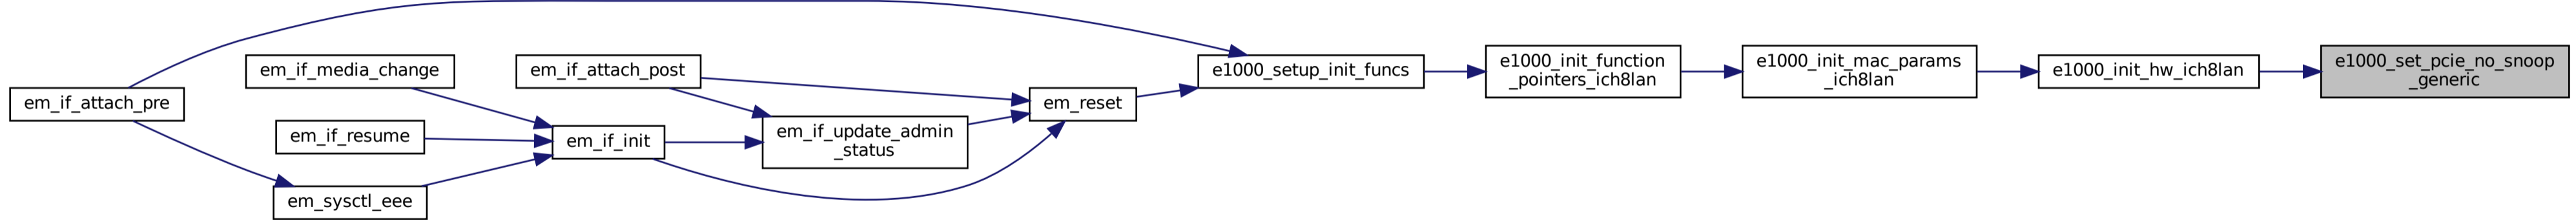 em_if_attach_pre
em_if_media_change
em_if_resume
em_sysctl_eee
em_if_attach_post
em_if_init
em_if_update_admin
_status
em_reset
e1000_setup_init_funcs
e1000_init_function
_pointers_ich8lan
e1000_init_mac_params
_ich8lan
e1000_init_hw_ich8lan
e1000_set_pcie_no_snoop
_generic